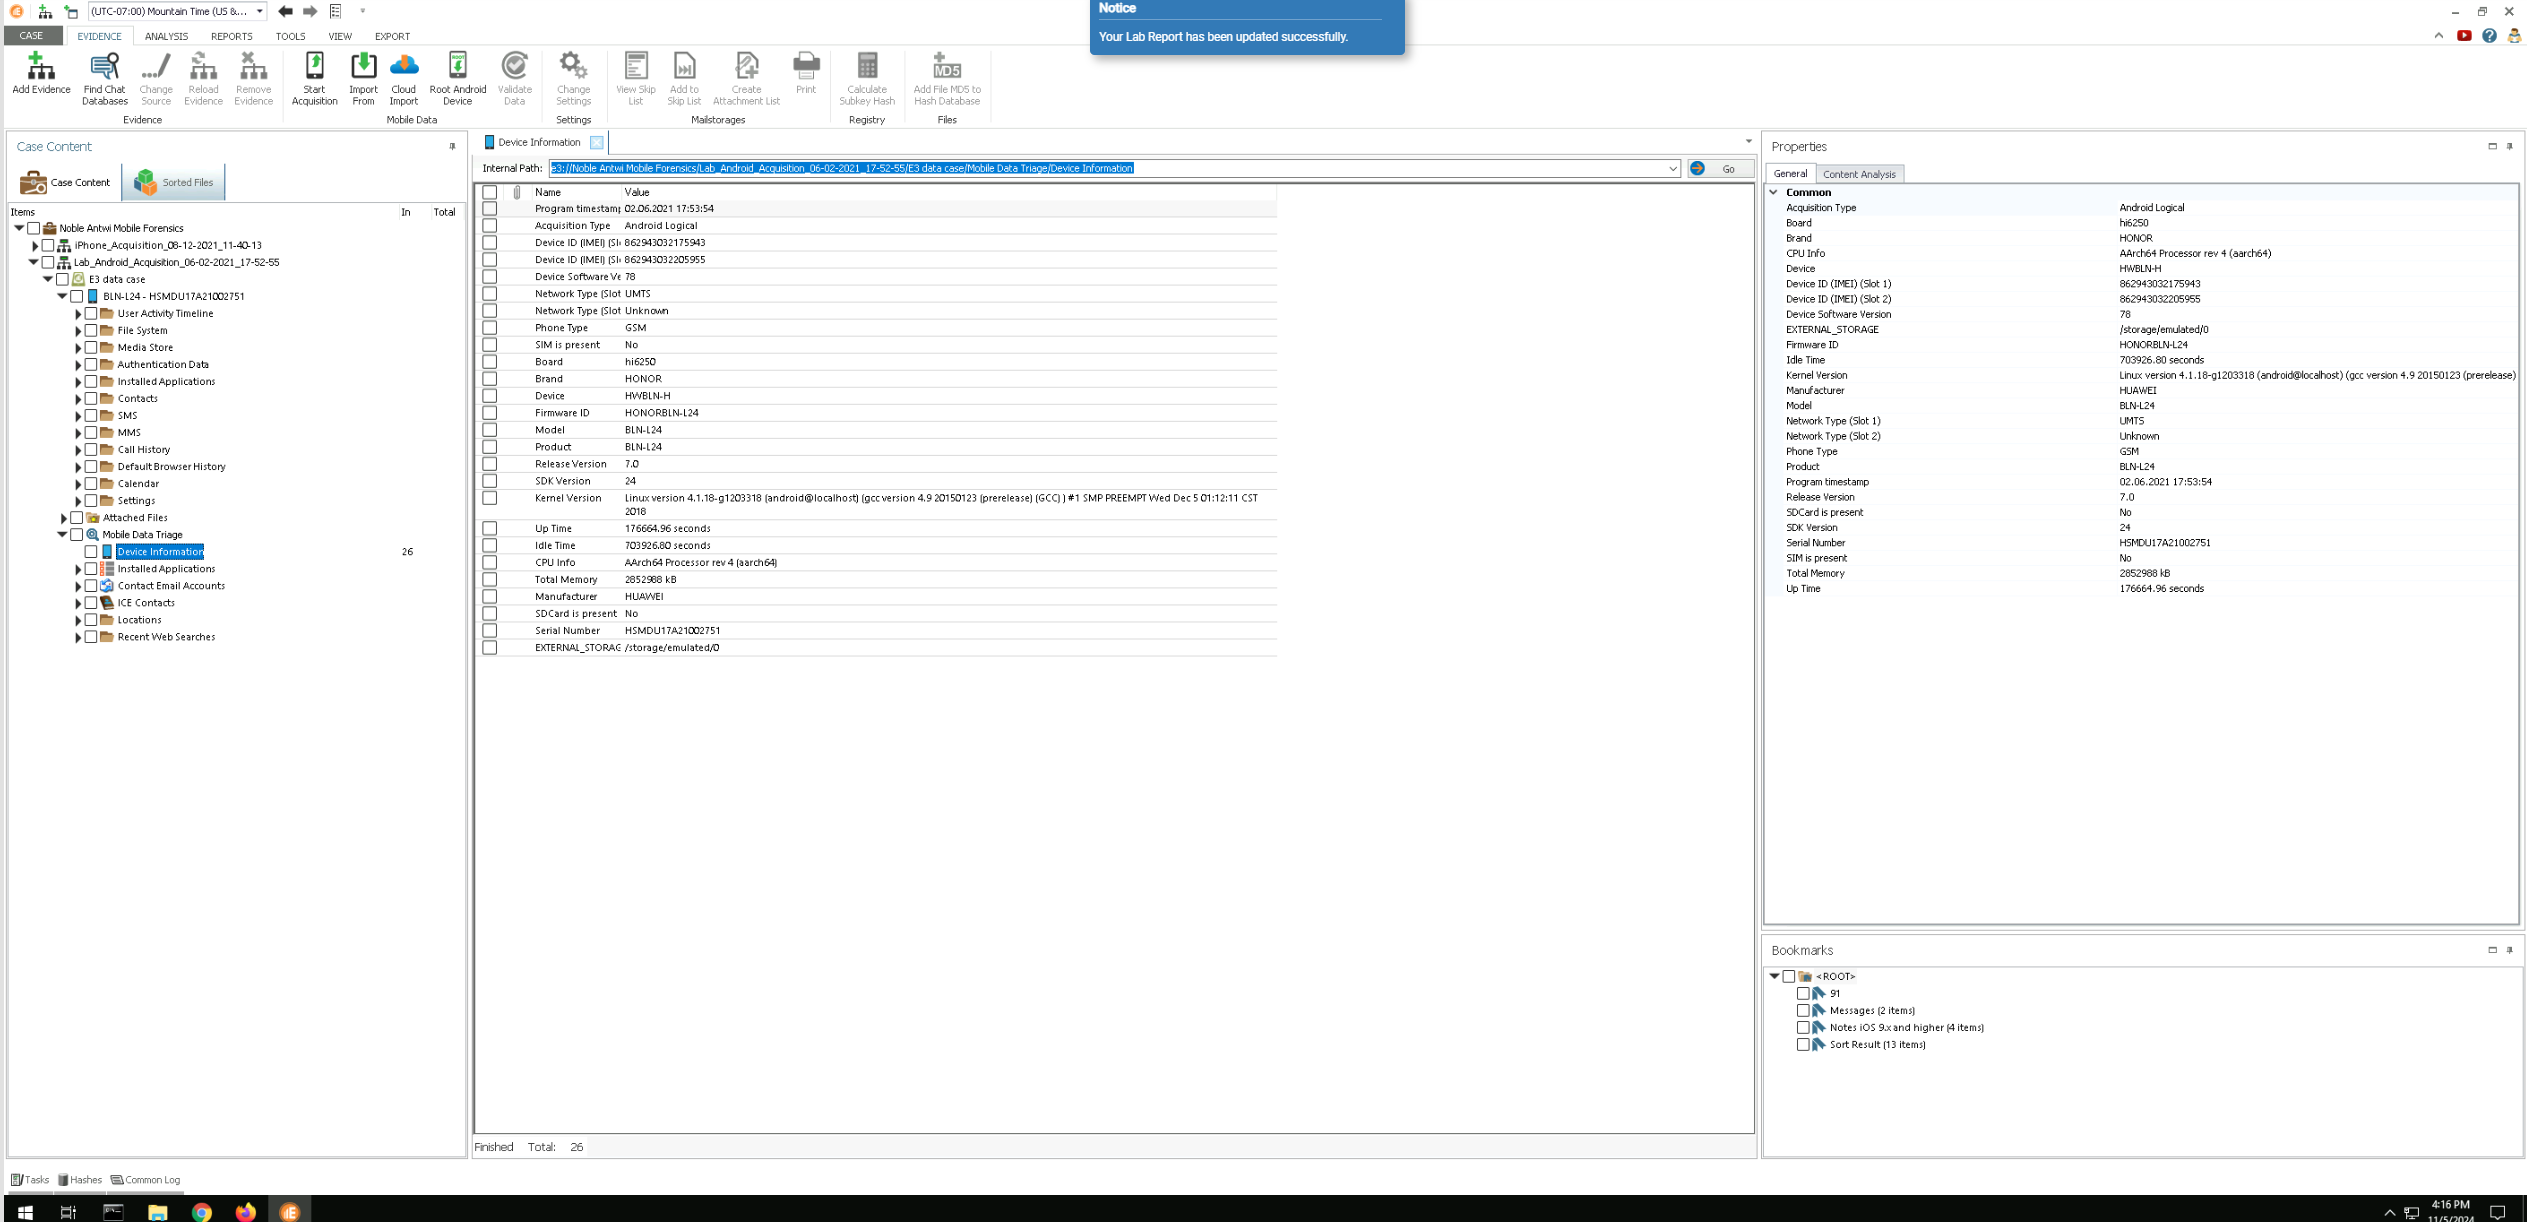 (UTC-07:00) Mountain Time (US &...
Notice
Your Lab Report has been updated successfully.
CASE EVIDENCE ANALYSIS REPORTS TOOLS VIEW EXPORT
Add Evidence
Find Chat Databases
Change Source
Reload Evidence
Remove Evidence
Start Acquisition
Import From
Cloud Import
Root Android Device
Validate Data
Change Settings
View Skip List
Add to Skip List
Create Attachment List
Print
Calculate Subkey Hash
MD5
Add File MD5 to Hash Database
Evidence Mobile Data Settings Mailstorages Registry Files
Case Content
Case Content Sorted Files
Items In Total
Noble Antwi Mobile Forensics
iPhone_Acquisition_08-12-2021_11-40-13
Lab_Android_Acquisition_06-02-2021_17-52-55
E3 data case
BLN-L24 - HSMDU17A21002751
User Activity Timeline
File System
Media Store
Authentication Data
Installed Applications
Contacts
SMS
MMS
Call History
Default Browser History
Calendar
Settings
Attached Files
Mobile Data Triage
Device Information 26
Installed Applications
Contact Email Accounts
ICE Contacts
Locations
Recent Web Searches
Device Information
Internal Path: e3://Noble Antwi Mobile Forensics/Lab_Android_Acquisition_06-02-2021_17-52-55/E3 data case/Mobile Data Triage/Device Information Go
Name Value
Program timestamp 02.06.2021 17:53:54
Acquisition Type Android Logical
Device ID (IMEI) (Sl 862943032175943
Device ID (IMEI) (Sl 862943032205955
Device Software Ve 78
Network Type (Slot UMTS
Network Type (Slot Unknown
Phone Type GSM
SIM is present No
Board hi6250
Brand HONOR
Device HWBLN-H
Firmware ID HONORBLN-L24
Model BLN-L24
Product BLN-L24
Release Version 7.0
SDK Version 24
Kernel Version Linux version 4.1.18-g1203318 (android@localhost) (gcc version 4.9 20150123 (prerelease) (GCC) ) #1 SMP PREEMPT Wed Dec 5 01:12:11 CST
2018
Up Time 176664.96 seconds
Idle Time 703926.80 seconds
CPU Info AArch64 Processor rev 4 (aarch64)
Total Memory 2852988 kB
Manufacturer HUAWEI
SDCard is present No
Serial Number HSMDU17A21002751
EXTERNAL_STORAG /storage/emulated/0
Finished Total: 26
Properties
General Content Analysis
Common
Acquisition Type Android Logical
Board hi6250
Brand HONOR
CPU Info AArch64 Processor rev 4 (aarch64)
Device HWBLN-H
Device ID (IMEI) (Slot 1) 862943032175943
Device ID (IMEI) (Slot 2) 862943032205955
Device Software Version 78
EXTERNAL_STORAGE /storage/emulated/0
Firmware ID HONORBLN-L24
Idle Time 703926.80 seconds
Kernel Version Linux version 4.1.18-g1203318 (android@localhost) (gcc version 4.9 20150123 (prerelease)
Manufacturer HUAWEI
Model BLN-L24
Network Type (Slot 1) UMTS
Network Type (Slot 2) Unknown
Phone Type GSM
Product BLN-L24
Program timestamp 02.06.2021 17:53:54
Release Version 7.0
SDCard is present No
SDK Version 24
Serial Number HSMDU17A21002751
SIM is present No
Total Memory 2852988 kB
Up Time 176664.96 seconds
Bookmarks
<ROOT>
91
Messages (2 items)
Notes iOS 9.x and higher (4 items)
Sort Result (13 items)
Tasks Hashes Common Log
4:16 PM
11/5/2024